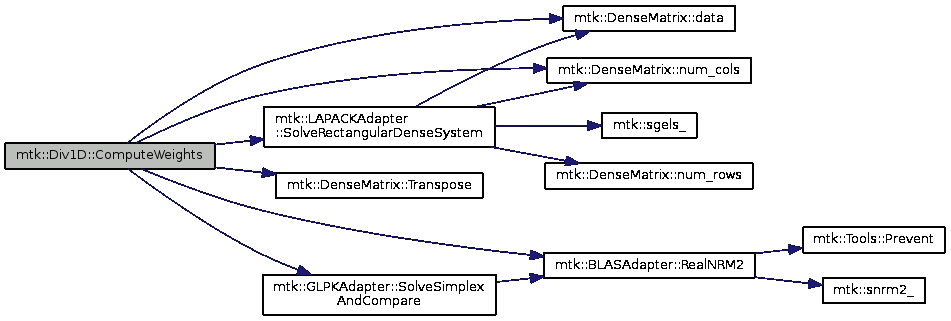 mtk::DenseMatrix::data
mtk::DenseMatrix::num_cols
mtk::LAPACKAdapter
::SolveRectangularDenseSystem
mtk::sgels_
mtk::Div1D::ComputeWeights
mtk::DenseMatrix::Transpose
mtk::DenseMatrix::num_rows
mtk::Tools::Prevent
mtk::BLASAdapter::RealNRM2
mtk::GLPKAdapter::SolveSimplex
AndCompare
mtk::snrm2_